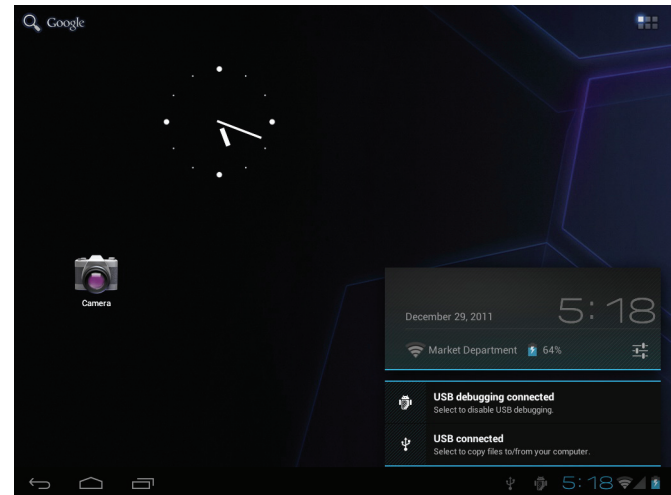 Google
Camera
December 29, 2011
5:18
Market Department
64%
USB debugging connected
Select to disable USB debugging.
USB connected
Select to copy files to/from your computer.
5:18